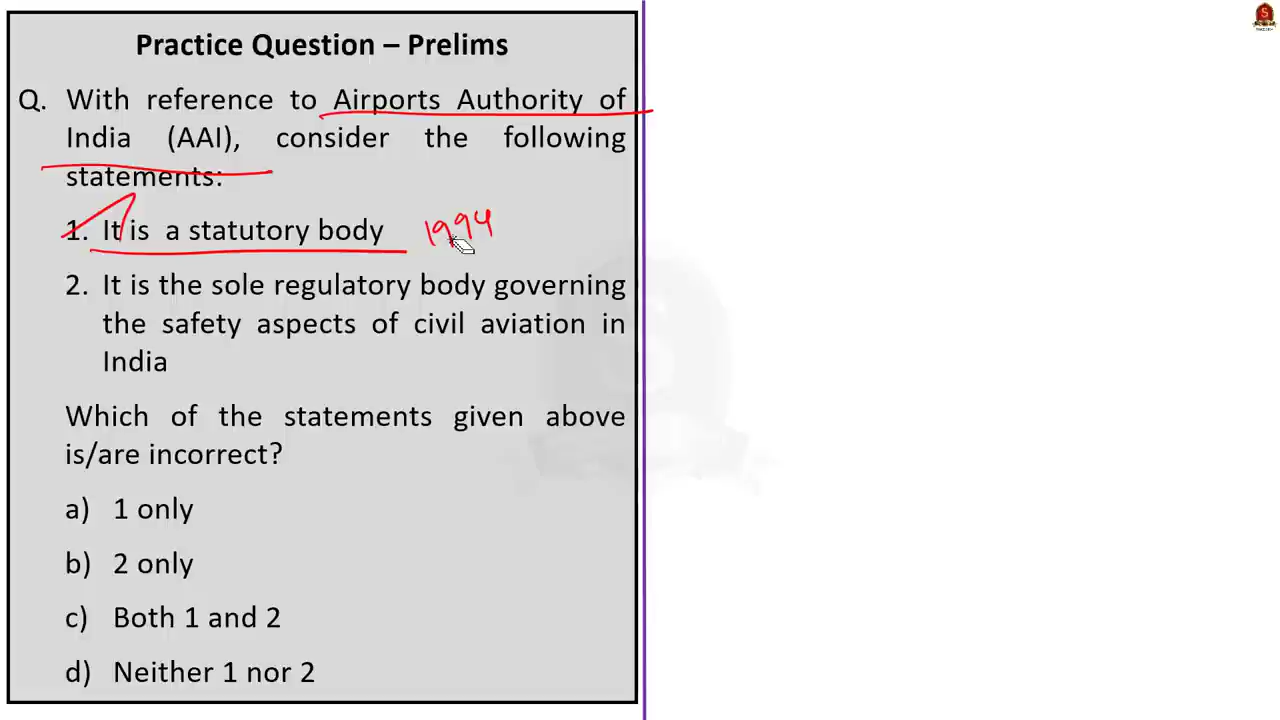 Practice Question – Prelims
Q. With reference to Airports Authority of
India (AAI), consider the following
statements:
1. It is a statutory body 1994
2. It is the sole regulatory body governing
the safety aspects of civil aviation in
India
Which of the statements given above
is/are incorrect?
a) 1 only
b) 2 only
c) Both 1 and 2
d) Neither 1 nor 2